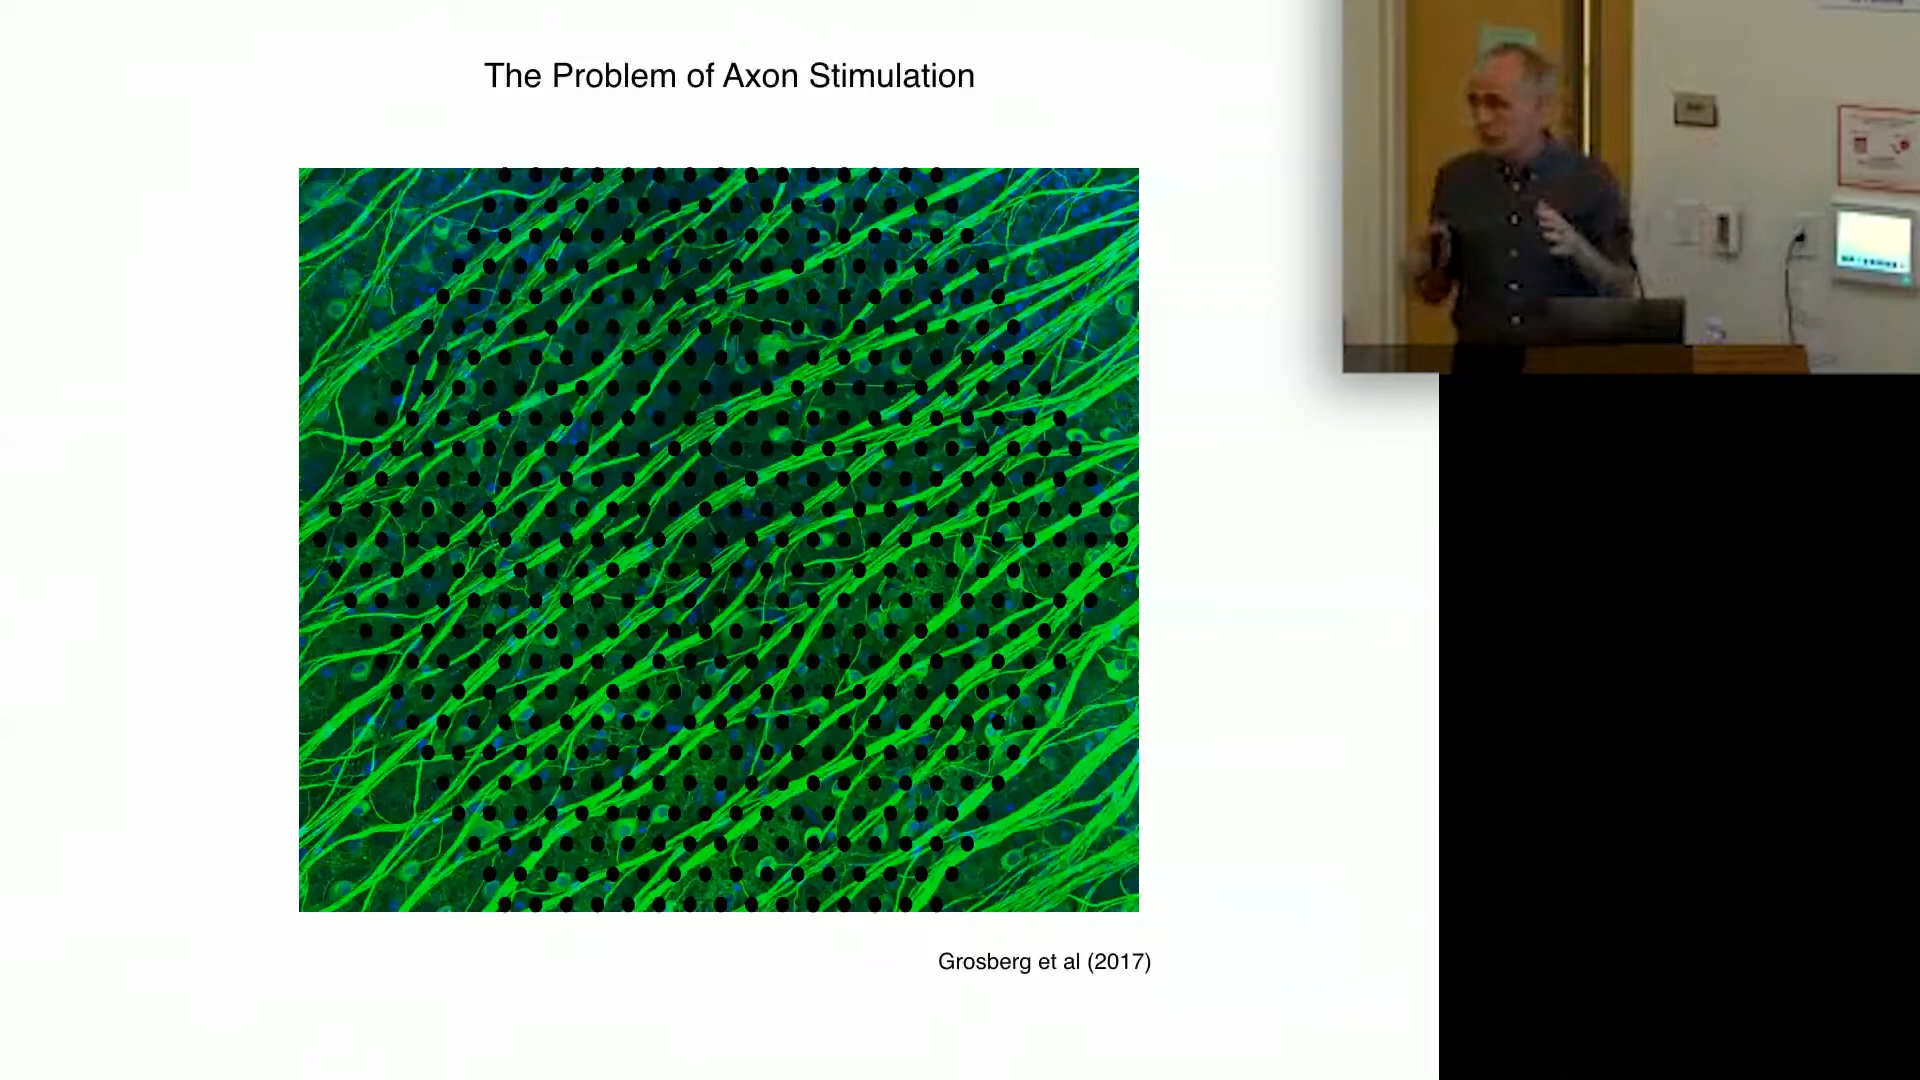 The Problem of Axon Stimulation
Grosberg et al (2017)